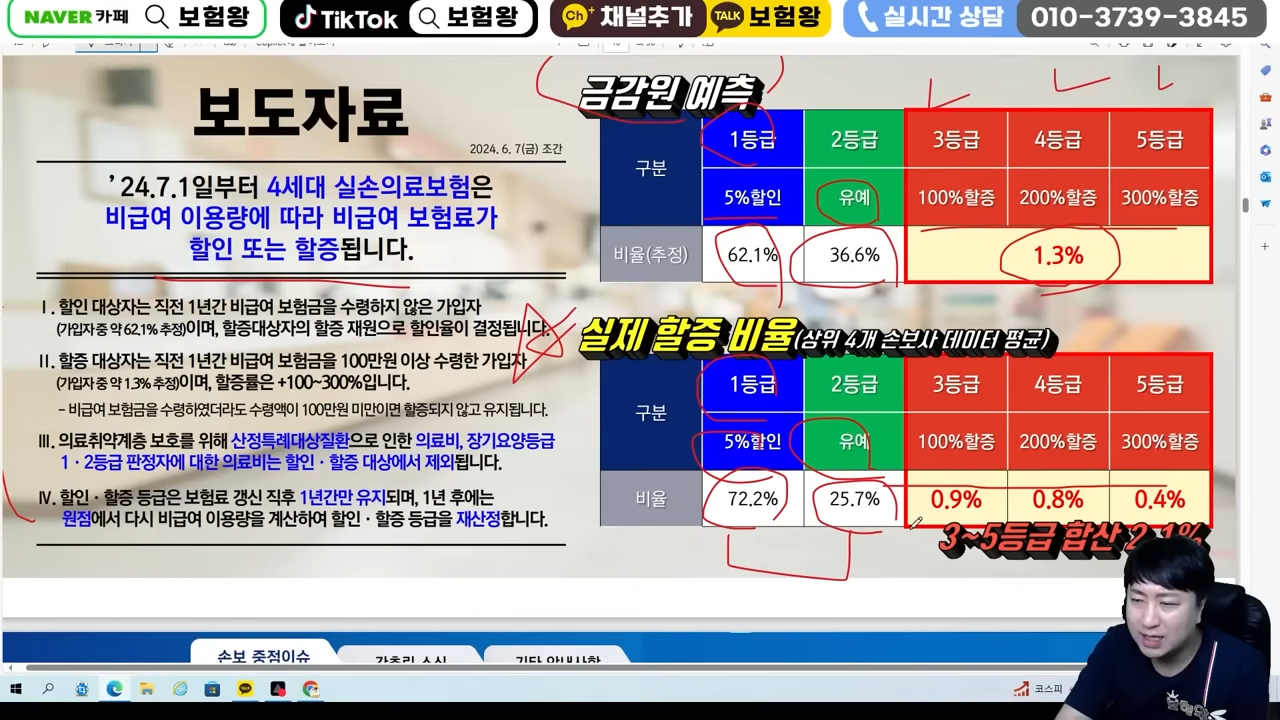 NAVER 카페 보험왕
TikTok 보험왕
Ch+ 채널추가 TALK 보험왕
실시간 상담 010-3739-3845
보도자료
2024. 6. 7(금) 조간
’24.7.1일부터 4세대 실손의료보험은
비급여 이용량에 따라 비급여 보험료가
할인 또는 할증됩니다.
Ⅰ. 할인 대상자는 직전 1년간 비급여 보험금을 수령하지 않은 가입자
(가입자 중 약 62.1% 추정)이며, 할증대상자의 할증 재원으로 할인율이 결정됩니다.
Ⅱ. 할증 대상자는 직전 1년간 비급여 보험금을 100만원 이상 수령한 가입자
(가입자 중 약 1.3% 추정)이며, 할증률은 +100~300%입니다.
- 비급여 보험금을 수령하였더라도 수령액이 100만원 미만이면 할증되지 않고 유지됩니다.
Ⅲ. 의료취약계층 보호를 위해 산정특례대상질환으로 인한 의료비, 장기요양등급
1·2등급 판정자에 대한 의료비는 할인·할증 대상에서 제외됩니다.
Ⅳ. 할인·할증 등급은 보험료 갱신 직후 1년간만 유지되며, 1년 후에는
원점에서 다시 비급여 이용량을 계산하여 할인·할증 등급을 재산정합니다.
금감원 예측
구분 1등급 2등급 3등급 4등급 5등급
5%할인 유예 100%할증 200%할증 300%할증
비율(추정) 62.1% 36.6% 1.3%
실제 할증 비율(상위 4개 손보사 데이터 평균)
구분 1등급 2등급 3등급 4등급 5등급
5%할인 유예 100%할증 200%할증 300%할증
비율 72.2% 25.7% 0.9% 0.8% 0.4%
3~5등급 합산 2.1%
손보 중점이슈
코스피